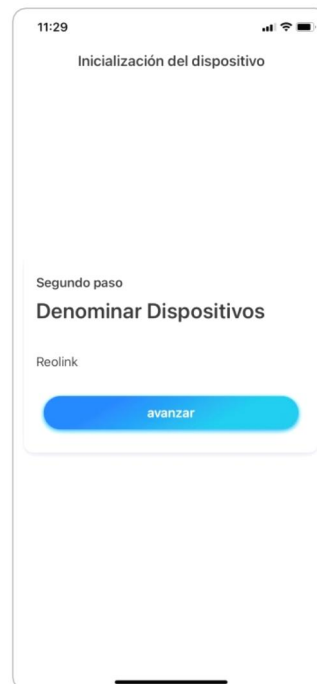 11:29
Inicialización del dispositivo
Segundo paso
Denominar Dispositivos
Reolink
avanzar